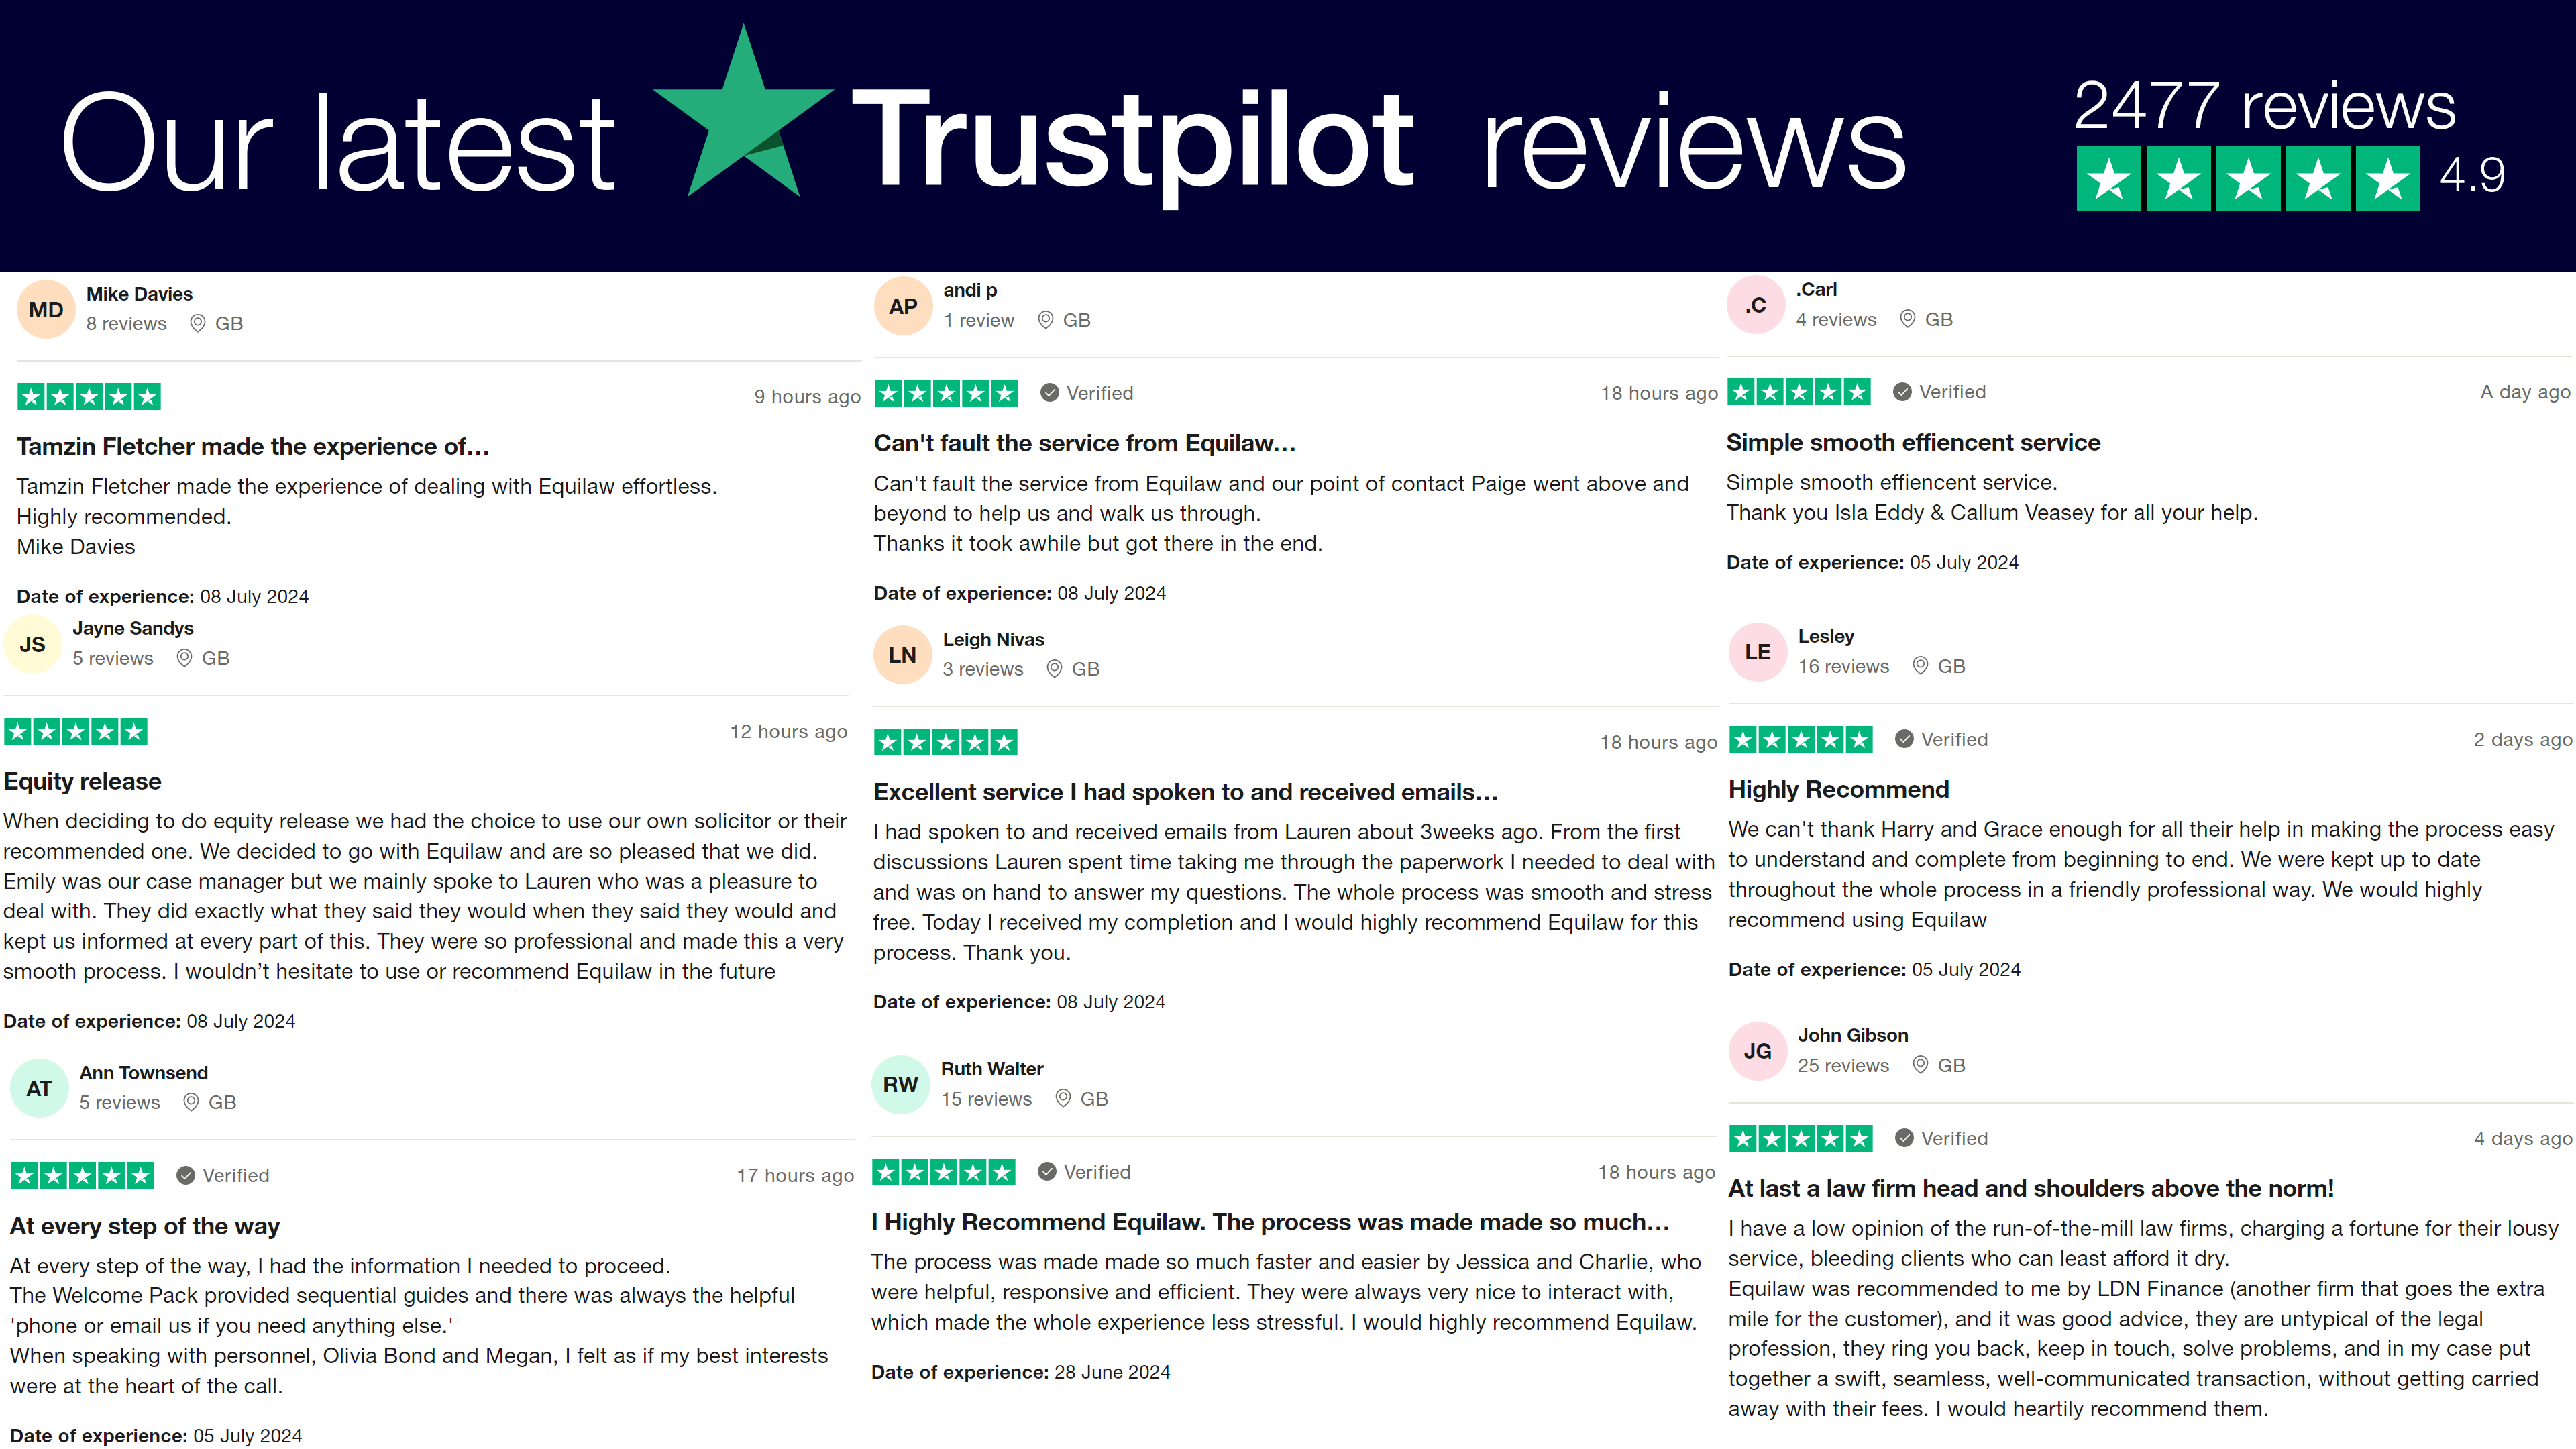 Our latest Trustpilot reviews
2477 reviews
4.9
MD
Mike Davies
8 reviews GB
9 hours ago
Tamzin Fletcher made the experience of...
Tamzin Fletcher made the experience of dealing with Equilaw effortless.
Highly recommended.
Mike Davies
Date of experience: 08 July 2024
JS
Jayne Sandys
5 reviews GB
12 hours ago
Equity release
When deciding to do equity release we had the choice to use our own solicitor or their
recommended one. We decided to go with Equilaw and are so pleased that we did.
Emily was our case manager but we mainly spoke to Lauren who was a pleasure to
deal with. They did exactly what they said they would when they said they would and
kept us informed at every part of this. They were so professional and made this a very
smooth process. I wouldn’t hesitate to use or recommend Equilaw in the future
Date of experience: 08 July 2024
AT
Ann Townsend
5 reviews GB
Verified 17 hours ago
At every step of the way
At every step of the way, I had the information I needed to proceed.
The Welcome Pack provided sequential guides and there was always the helpful
'phone or email us if you need anything else.'
When speaking with personnel, Olivia Bond and Megan, I felt as if my best interests
were at the heart of the call.
Date of experience: 05 July 2024
AP
andi p
1 review GB
Verified 18 hours ago
Can't fault the service from Equilaw...
Can't fault the service from Equilaw and our point of contact Paige went above and
beyond to help us and walk us through.
Thanks it took awhile but got there in the end.
Date of experience: 08 July 2024
LN
Leigh Nivas
3 reviews GB
18 hours ago
Excellent service I had spoken to and received emails...
I had spoken to and received emails from Lauren about 3weeks ago. From the first
discussions Lauren spent time taking me through the paperwork I needed to deal with
and was on hand to answer my questions. The whole process was smooth and stress
free. Today I received my completion and I would highly recommend Equilaw for this
process. Thank you.
Date of experience: 08 July 2024
RW
Ruth Walter
15 reviews GB
Verified 18 hours ago
I Highly Recommend Equilaw. The process was made made so much...
The process was made made so much faster and easier by Jessica and Charlie, who
were helpful, responsive and efficient. They were always very nice to interact with,
which made the whole experience less stressful. I would highly recommend Equilaw.
Date of experience: 28 June 2024
.C
.Carl
4 reviews GB
Verified A day ago
Simple smooth effiencent service
Simple smooth effiencent service.
Thank you Isla Eddy & Callum Veasey for all your help.
Date of experience: 05 July 2024
LE
Lesley
16 reviews GB
Verified 2 days ago
Highly Recommend
We can't thank Harry and Grace enough for all their help in making the process easy
to understand and complete from beginning to end. We were kept up to date
throughout the whole process in a friendly professional way. We would highly
recommend using Equilaw
Date of experience: 05 July 2024
JG
John Gibson
25 reviews GB
Verified 4 days ago
At last a law firm head and shoulders above the norm!
I have a low opinion of the run-of-the-mill law firms, charging a fortune for their lousy
service, bleeding clients who can least afford it dry.
Equilaw was recommended to me by LDN Finance (another firm that goes the extra
mile for the customer), and it was good advice, they are untypical of the legal
profession, they ring you back, keep in touch, solve problems, and in my case put
together a swift, seamless, well-communicated transaction, without getting carried
away with their fees. I would heartily recommend them.